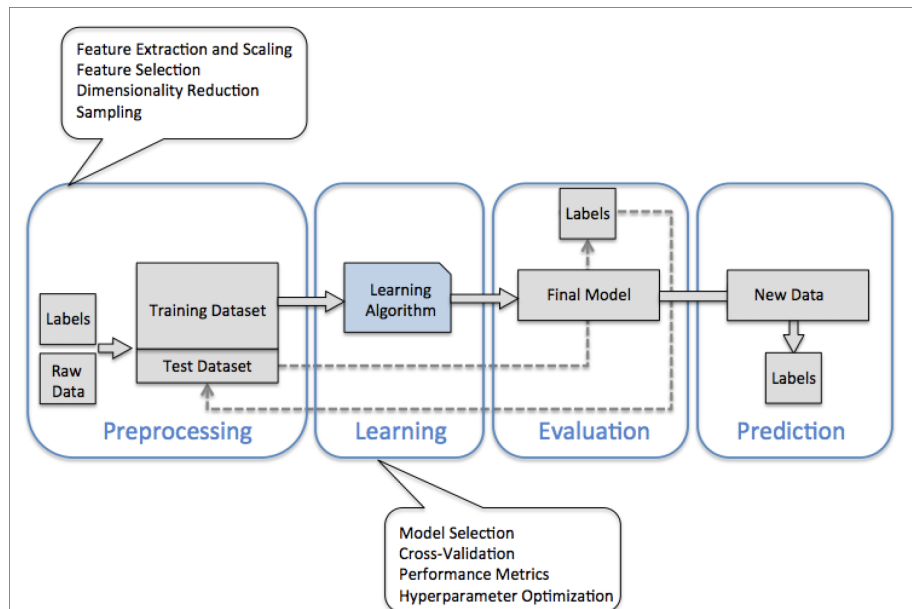 Feature Extraction and Scaling
Feature Selection
Dimensionality Reduction
Sampling
Labels
Raw
Data
Training Dataset
Test Dataset
Preprocessing
Learning
Algorithm
Learning
Labels
Final Model
Evaluation
New Data
Labels
Prediction
Model Selection
Cross-Validation
Performance Metrics
Hyperparameter Optimization